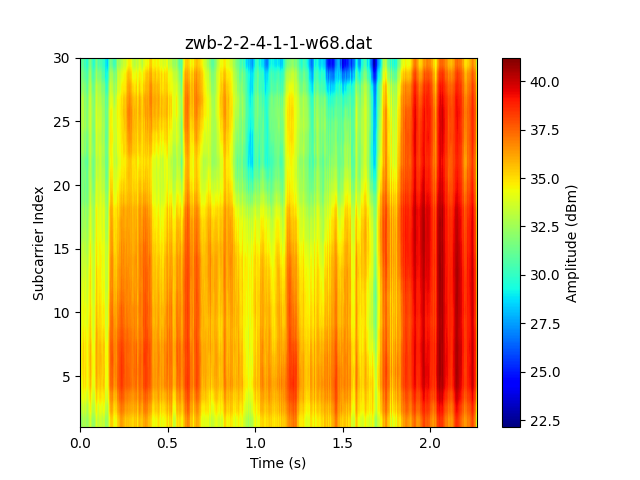 zwb-2-2-4-1-1-w68.dat
30
25
20
15
10
5
Subcarrier Index
0.0 0.5 1.0 1.5 2.0
Time (s)
40.0
37.5
35.0
32.5
30.0
27.5
25.0
22.5
Amplitude (dBm)